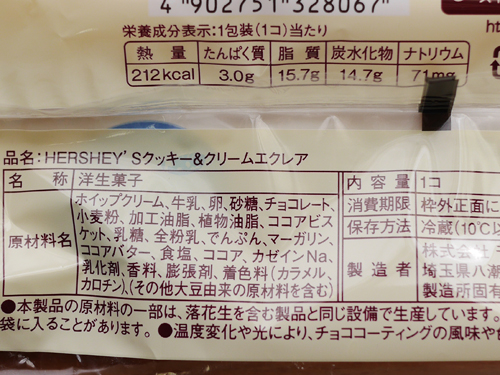 4 902751 328067
栄養成分表示:1包装(1コ)当たり
熱量 たんぱく質 脂質 炭水化物 ナトリウム
212kcal 3.0g 15.7g 14.7g 71mg
品名:HERSHEY'Sクッキー&クリームエクレア
名称 洋生菓子
原材料名 ホイップクリーム、牛乳、卵、砂糖、チョコレート、
小麦粉、加工油脂、植物油脂、ココアビス
ケット、乳糖、全粉乳、でんぷん、マーガリン、
ココアバター、食塩、ココア、カゼインNa、
乳化剤、香料、膨張剤、着色料(カラメル、
カロチン)、(その他大豆由来の原材料を含む)
内容量 1コ
消費期限 枠外正面に
保存方法 冷蔵(10℃以
製造者 株式会社
埼玉県八潮
製造所固有
●本製品の原材料の一部は、落花生を含む製品と同じ設備で生産しています。
袋に入ることがあります。 ●温度変化や光により、チョココーティングの風味や